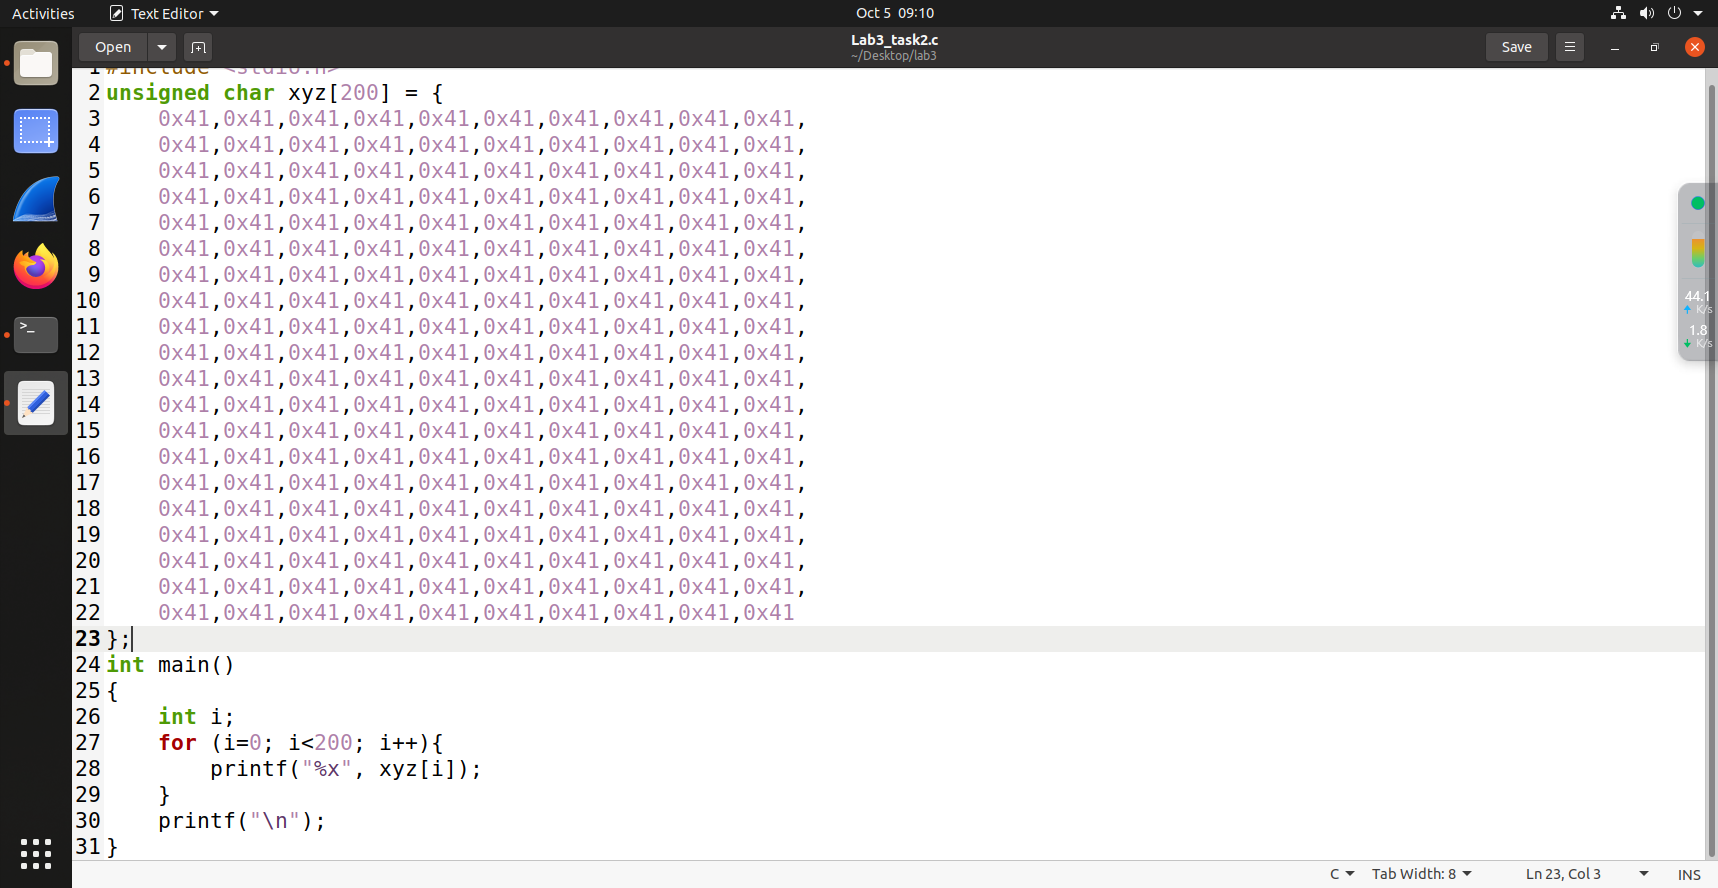 Activities Text Editor Oct 5 09:10
Open Lab3_task2.c Save
~/Desktop/lab3
1 #include <stdio.h>
2 unsigned char xyz[200] = {
3 0x41,0x41,0x41,0x41,0x41,0x41,0x41,0x41,0x41,0x41,
4 0x41,0x41,0x41,0x41,0x41,0x41,0x41,0x41,0x41,0x41,
5 0x41,0x41,0x41,0x41,0x41,0x41,0x41,0x41,0x41,0x41,
6 0x41,0x41,0x41,0x41,0x41,0x41,0x41,0x41,0x41,0x41,
7 0x41,0x41,0x41,0x41,0x41,0x41,0x41,0x41,0x41,0x41,
8 0x41,0x41,0x41,0x41,0x41,0x41,0x41,0x41,0x41,0x41,
9 0x41,0x41,0x41,0x41,0x41,0x41,0x41,0x41,0x41,0x41,
10 0x41,0x41,0x41,0x41,0x41,0x41,0x41,0x41,0x41,0x41,
11 0x41,0x41,0x41,0x41,0x41,0x41,0x41,0x41,0x41,0x41,
12 0x41,0x41,0x41,0x41,0x41,0x41,0x41,0x41,0x41,0x41,
13 0x41,0x41,0x41,0x41,0x41,0x41,0x41,0x41,0x41,0x41,
14 0x41,0x41,0x41,0x41,0x41,0x41,0x41,0x41,0x41,0x41,
15 0x41,0x41,0x41,0x41,0x41,0x41,0x41,0x41,0x41,0x41,
16 0x41,0x41,0x41,0x41,0x41,0x41,0x41,0x41,0x41,0x41,
17 0x41,0x41,0x41,0x41,0x41,0x41,0x41,0x41,0x41,0x41,
18 0x41,0x41,0x41,0x41,0x41,0x41,0x41,0x41,0x41,0x41,
19 0x41,0x41,0x41,0x41,0x41,0x41,0x41,0x41,0x41,0x41,
20 0x41,0x41,0x41,0x41,0x41,0x41,0x41,0x41,0x41,0x41,
21 0x41,0x41,0x41,0x41,0x41,0x41,0x41,0x41,0x41,0x41,
22 0x41,0x41,0x41,0x41,0x41,0x41,0x41,0x41,0x41,0x41
23 };
24 int main()
25 {
26 int i;
27 for (i=0; i<200; i++){
28 printf("%x", xyz[i]);
29 }
30 printf("\n");
31 }
44.1
K/s
1.8
K/s
C Tab Width: 8 Ln 23, Col 3 INS